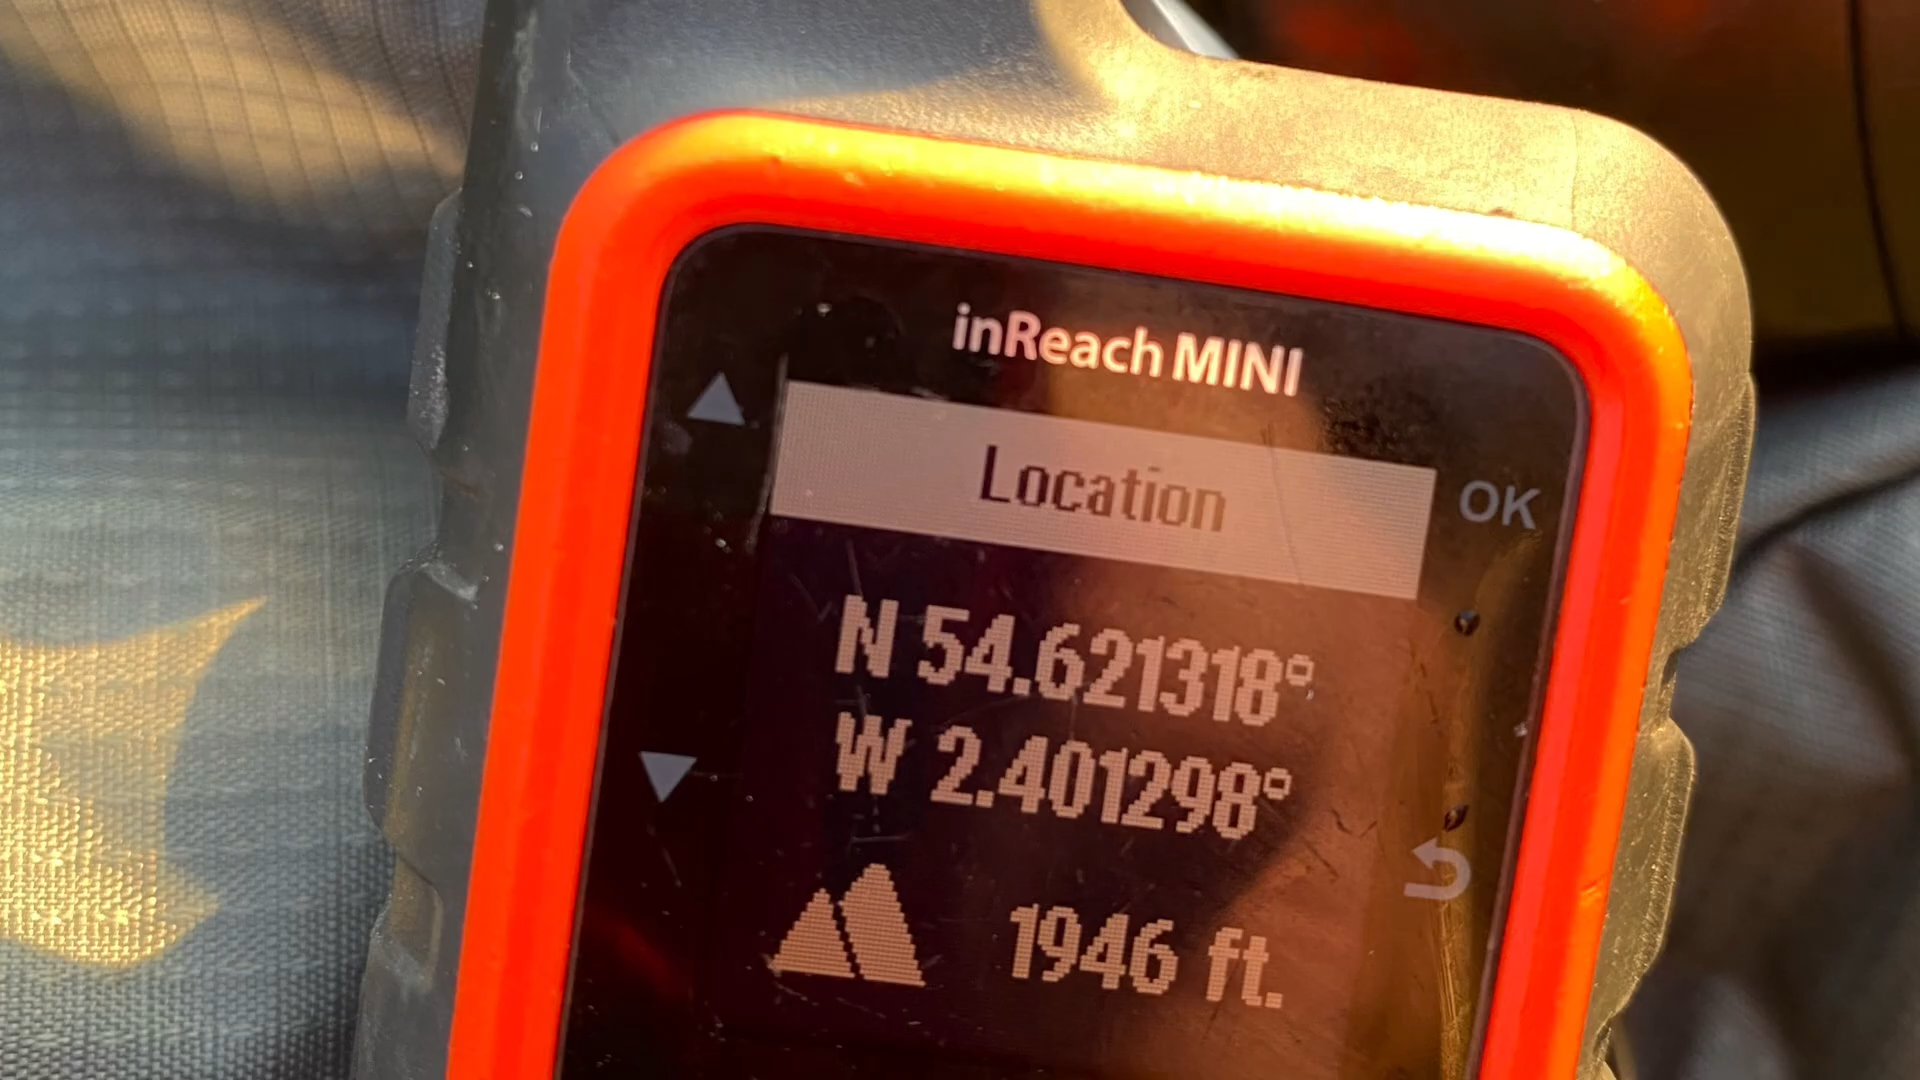 inReach MINI
Location
OK
N 54.621318°
W 2.401298°
1946 ft.